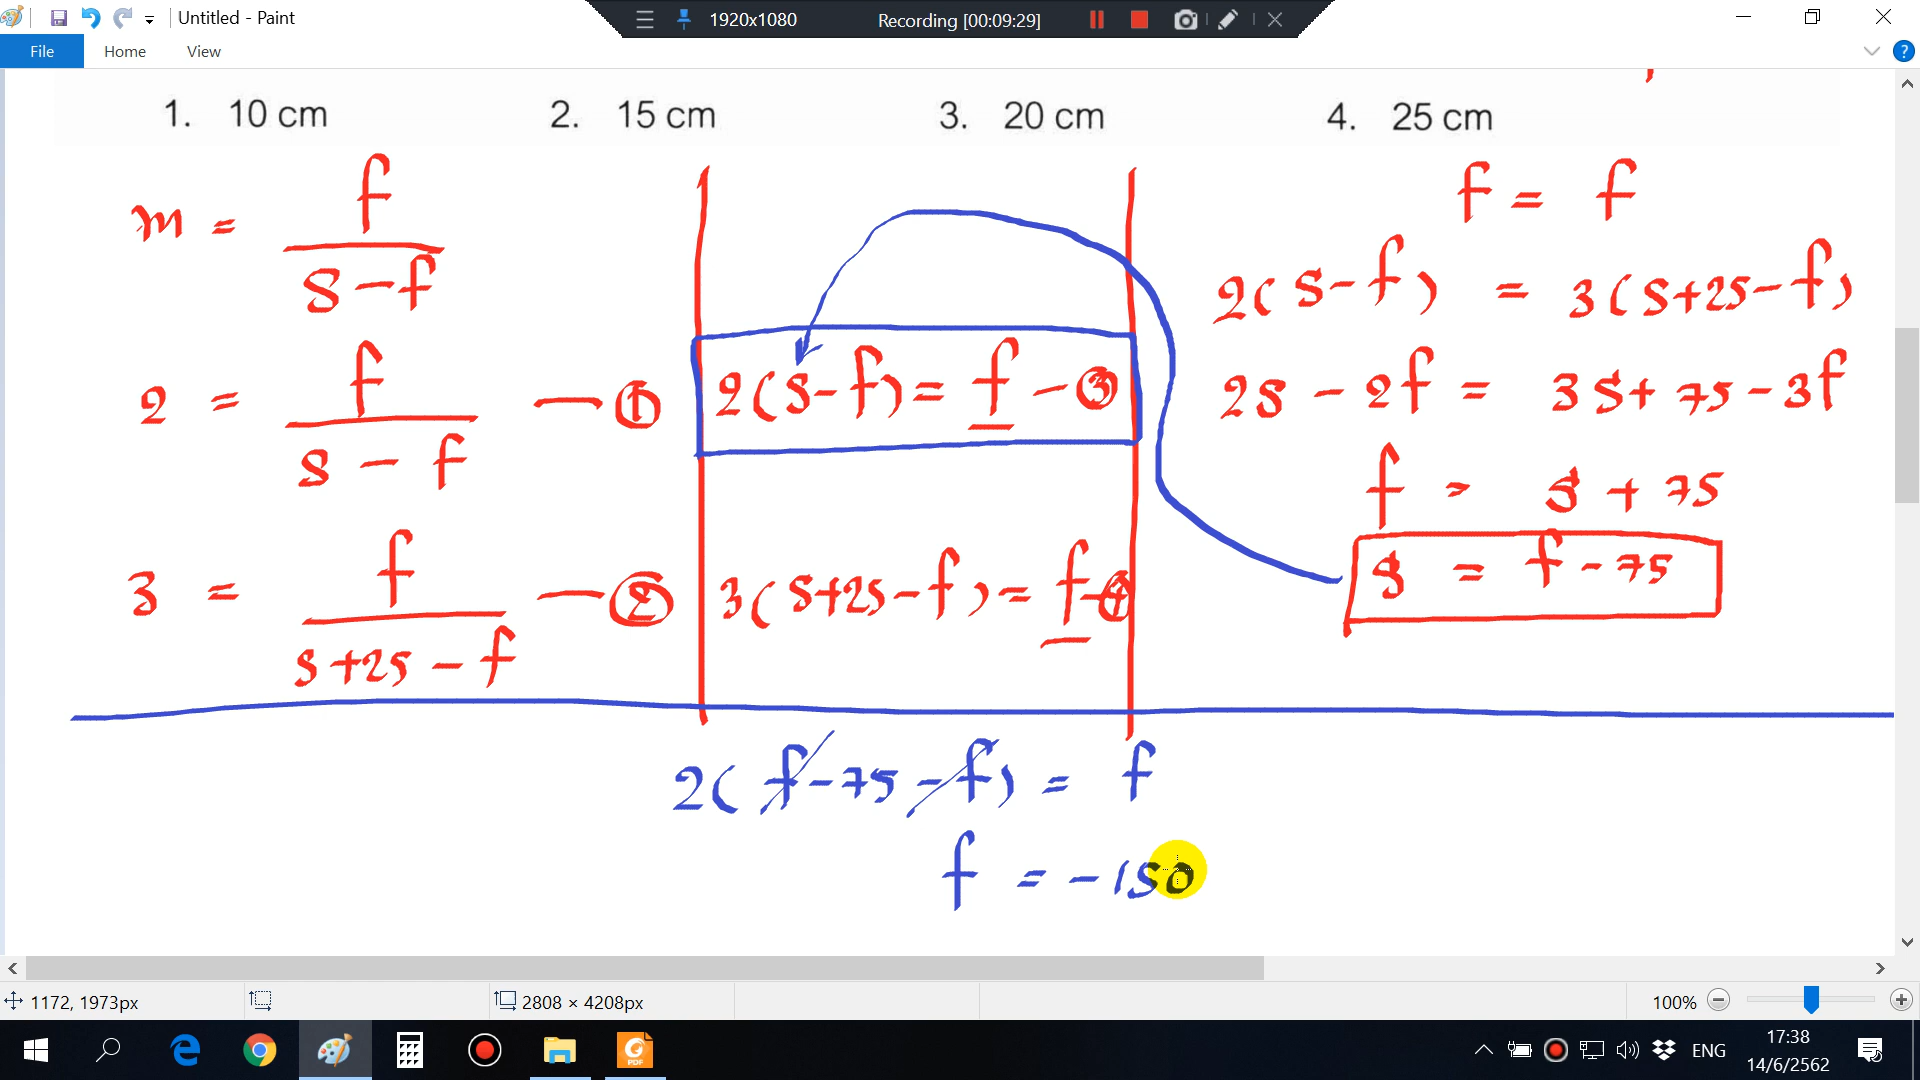 Untitled - Paint
1920x1080 Recording [00:09:29]
File Home View
1. 10 cm 2. 15 cm 3. 20 cm 4. 25 cm
m = f / s - f
2 = f / s - f — ①
3 = f / s+25 - f — ②
2(s-f) = f - ③
3(s+25-f) = f - ④
f = f
2(s-f) = 3(s+25-f)
2s - 2f = 3s + 75 - 3f
f = s + 75
s = f - 75
2(f-75-f) = f
f = -150
1172, 1973px 2808 × 4208px 100%
PDF
ENG
17:38
14/6/2562